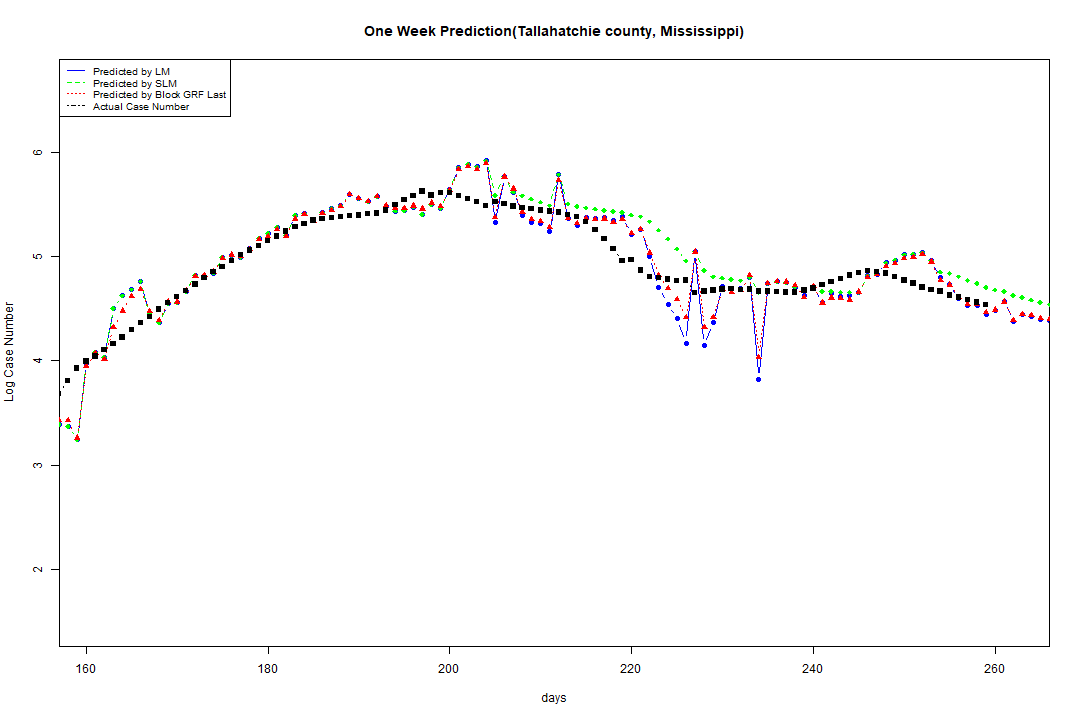 One Week Prediction(Tallahatchie county, Mississippi)
Predicted by LM
Predicted by SLM
Predicted by Block GRF Last
Actual Case Number
6
5
4
3
2
Log Case Number
160 180 200 220 240 260
days